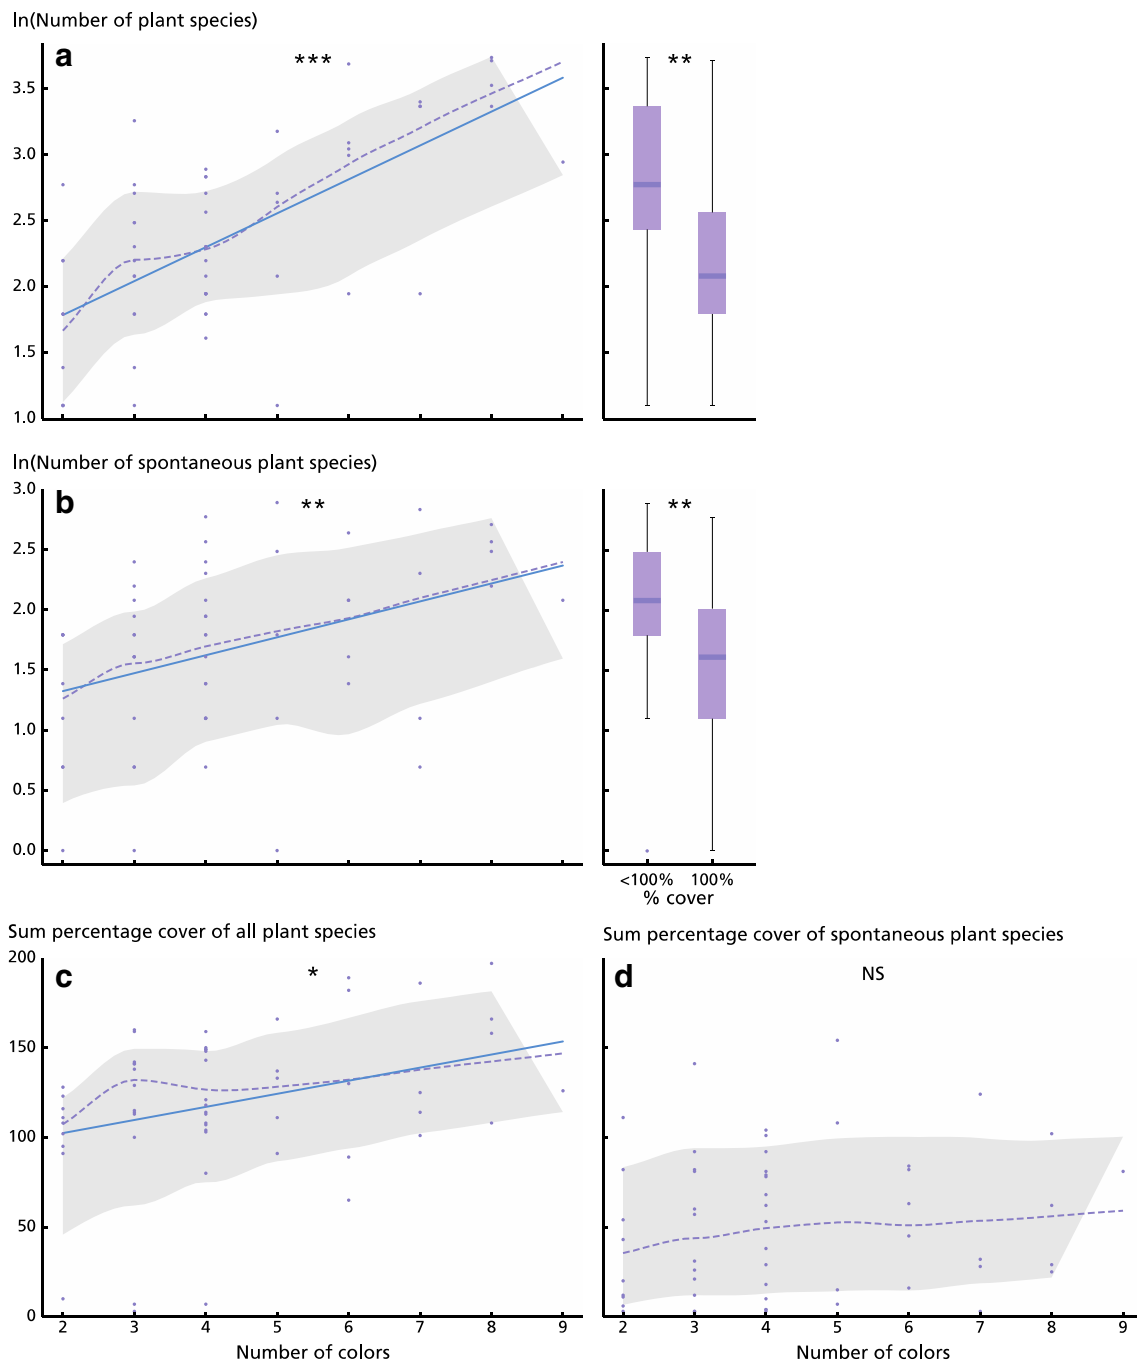 ln(Number of plant species)
a
***
**
3.5
3.0
2.5
2.0
1.5
1.0
ln(Number of spontaneous plant species)
b
**
**
3.0
2.5
2.0
1.5
1.0
0.5
0.0
<100% 100%
% cover
Sum percentage cover of all plant species
c
*
200
150
100
50
0
2 3 4 5 6 7 8 9
Number of colors
Sum percentage cover of spontaneous plant species
d
NS
2 3 4 5 6 7 8 9
Number of colors